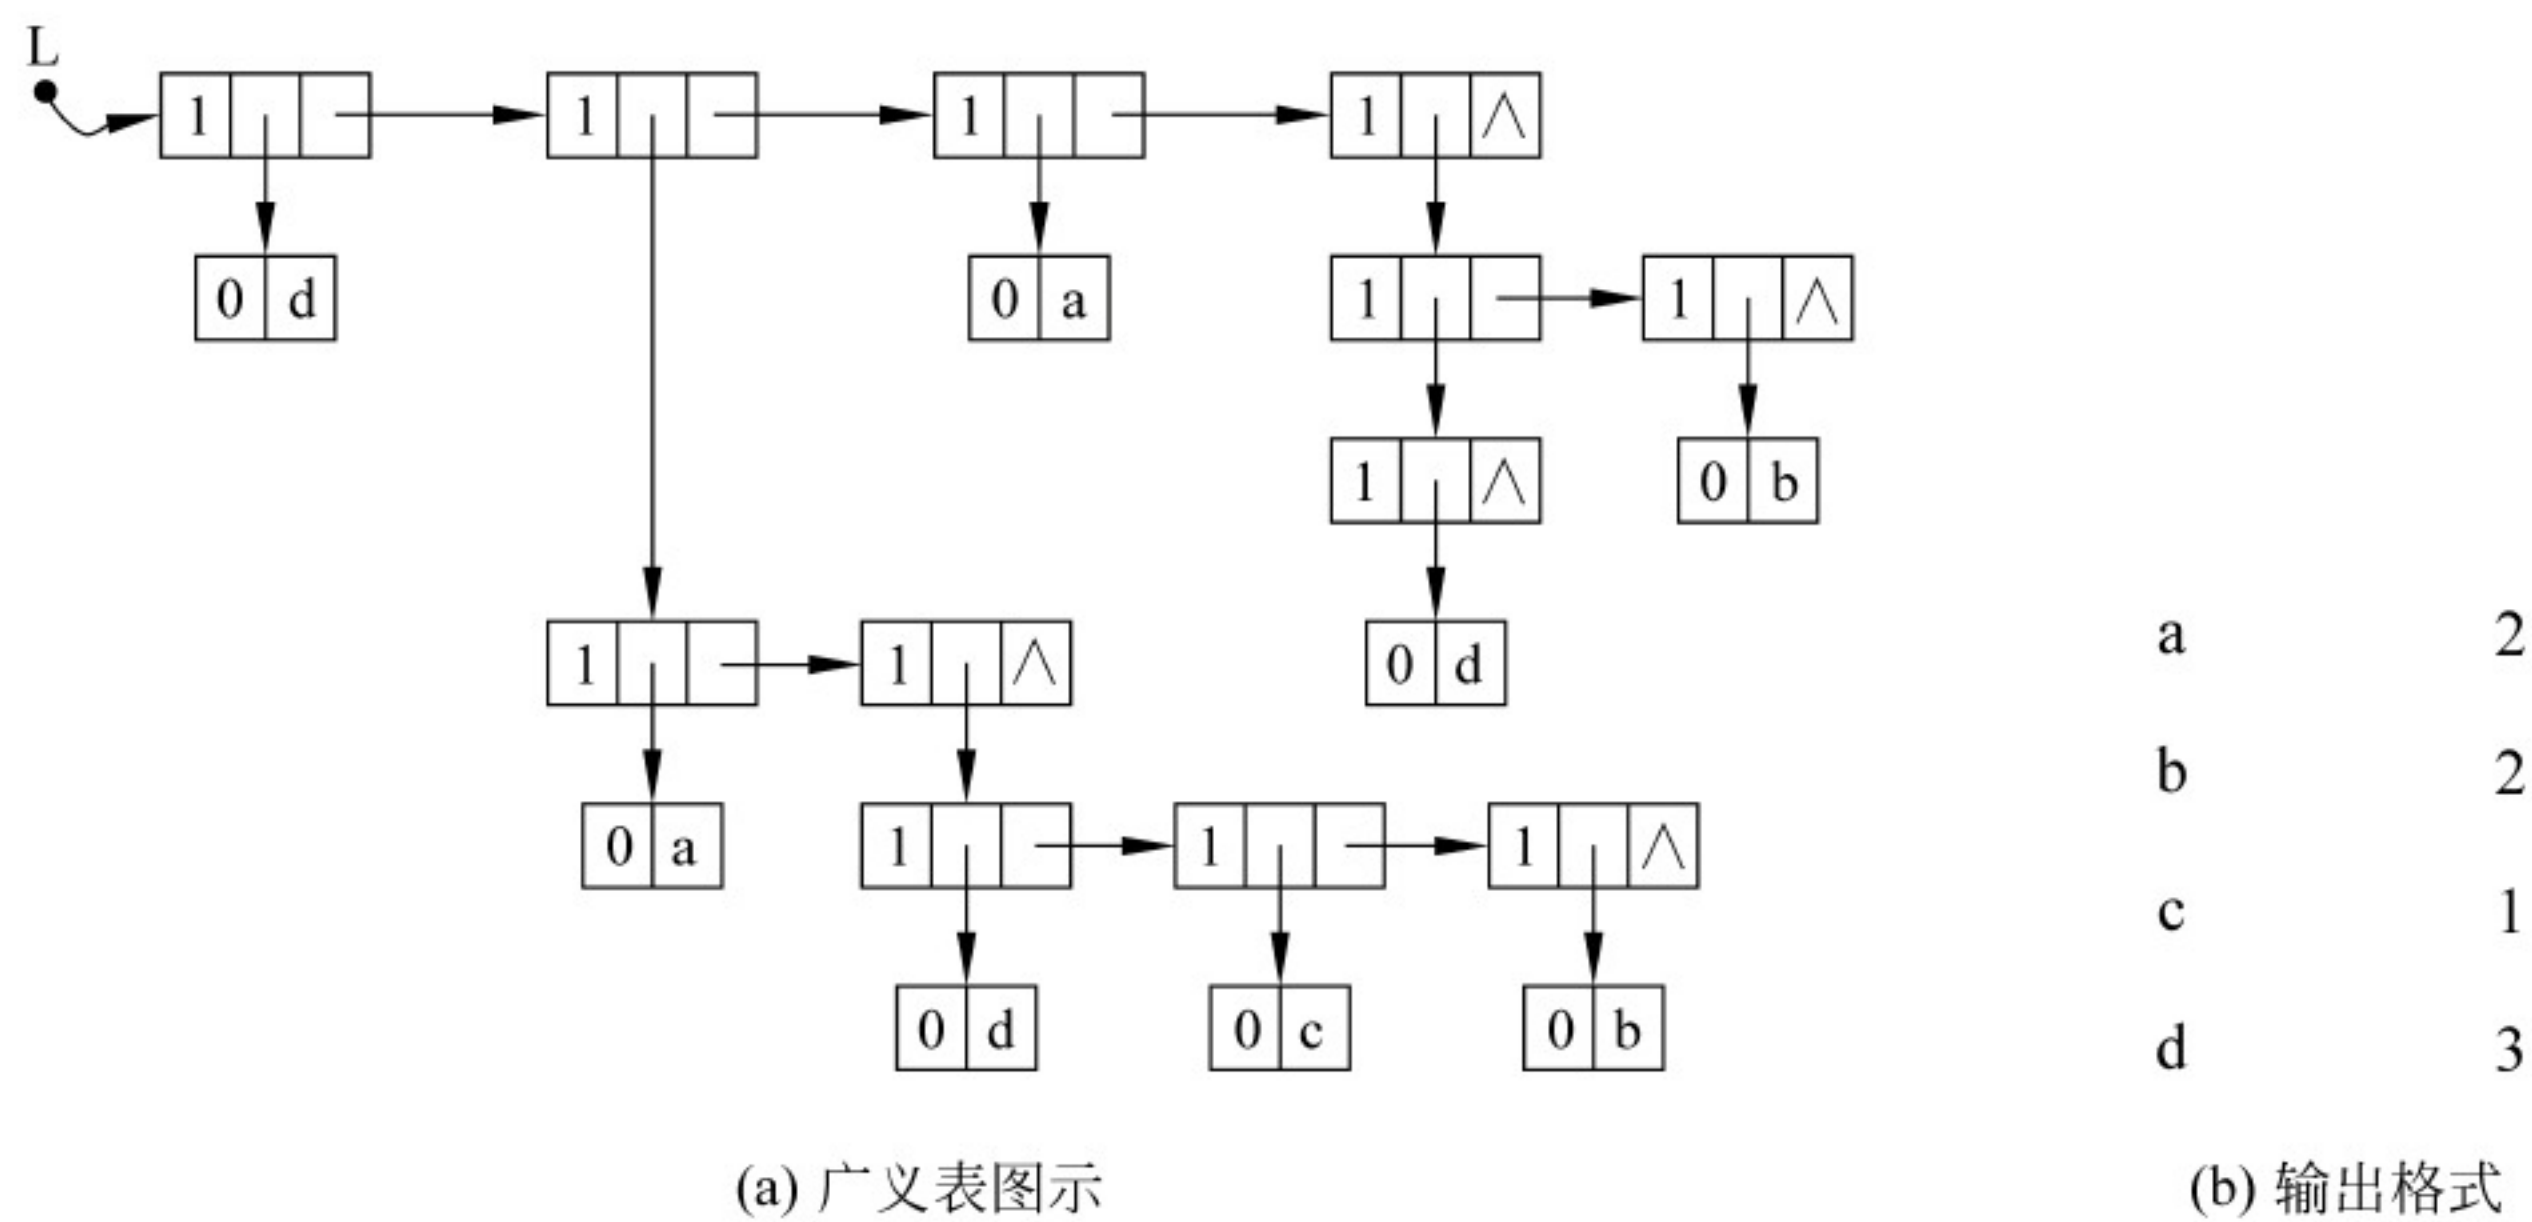 L
1 1 1 1 ∧
0 d 0 a 1 1 ∧
1 ∧ 0 b
1 1 ∧ 0 d
0 a 1 1 1 ∧
0 d 0 c 0 b
a 2
b 2
c 1
d 3
(a) 广义表图示
(b) 输出格式